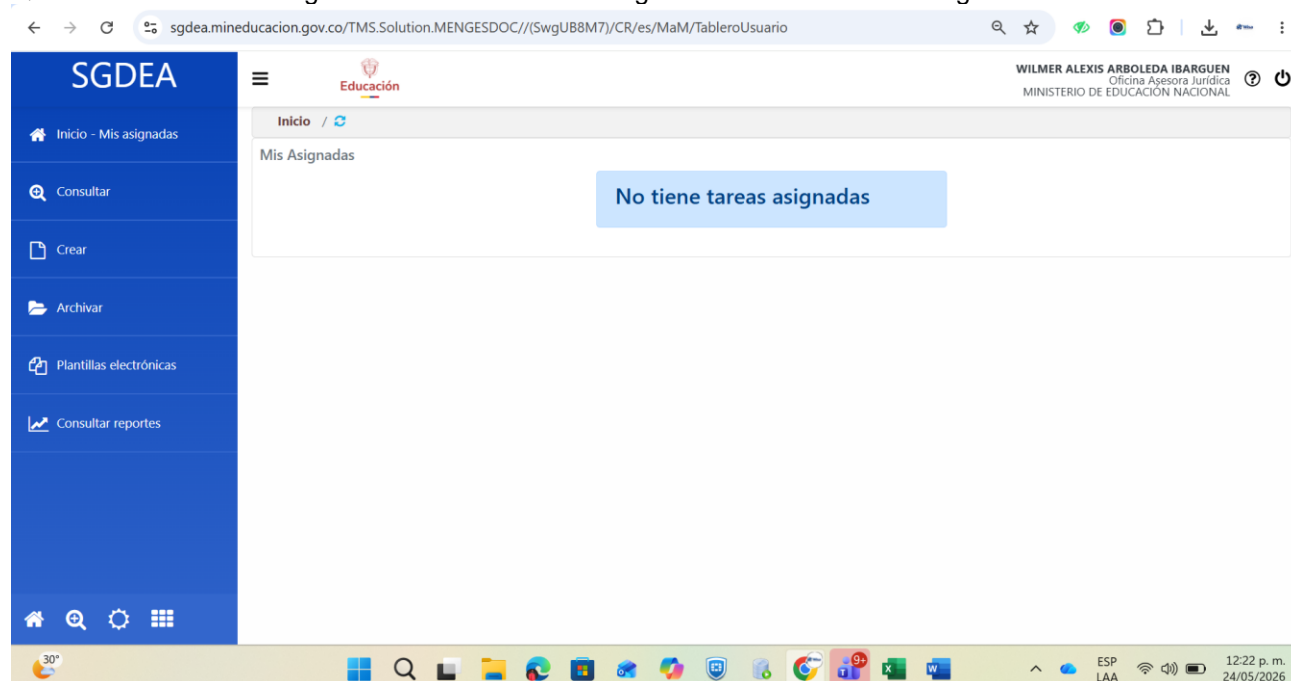 sgdea.mineducacion.gov.co/TMS.Solution.MENGESDOC//(SwgUB8M7)/CR/es/MaM/TableroUsuario
SGDEA
Educación
WILMER ALEXIS ARBOLEDA IBARGUEN
Oficina Asesora Jurídica
MINISTERIO DE EDUCACIÓN NACIONAL
Inicio /
Inicio - Mis asignadas
Mis Asignadas
No tiene tareas asignadas
Consultar
Crear
Archivar
Plantillas electrónicas
Consultar reportes
30°
9+
ESP
LAA
12:22 p. m.
24/05/2026